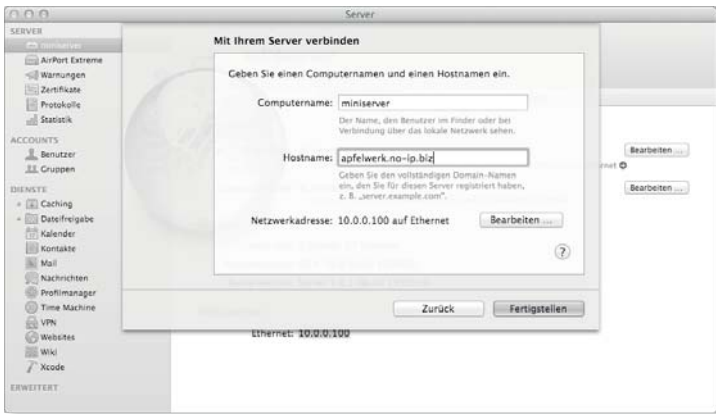 Server
SERVER
miniserver
AirPort Extreme
Warnungen
Zertifikate
Protokolle
Statistik
ACCOUNTS
Benutzer
Gruppen
DIENSTE
Caching
Dateifreigabe
Kalender
Kontakte
Mail
Nachrichten
Profilmanager
Time Machine
VPN
Websites
Wiki
Xcode
ERWEITERT
Mit Ihrem Server verbinden
Geben Sie einen Computernamen und einen Hostnamen ein.
Computername: miniserver
Der Name, den Benutzer im Finder oder bei
Verbindung über das lokale Netzwerk sehen.
Hostname: apfelwerk.no-ip.biz
Geben Sie den vollständigen Domain-Namen
ein, den Sie für diesen Server registriert haben,
z. B. „server.example.com“.
Netzwerkadresse: 10.0.0.100 auf Ethernet Bearbeiten ...
?
Zurück Fertigstellen
Bearbeiten ...
rnet
Bearbeiten ...
Ethernet: 10.0.0.100